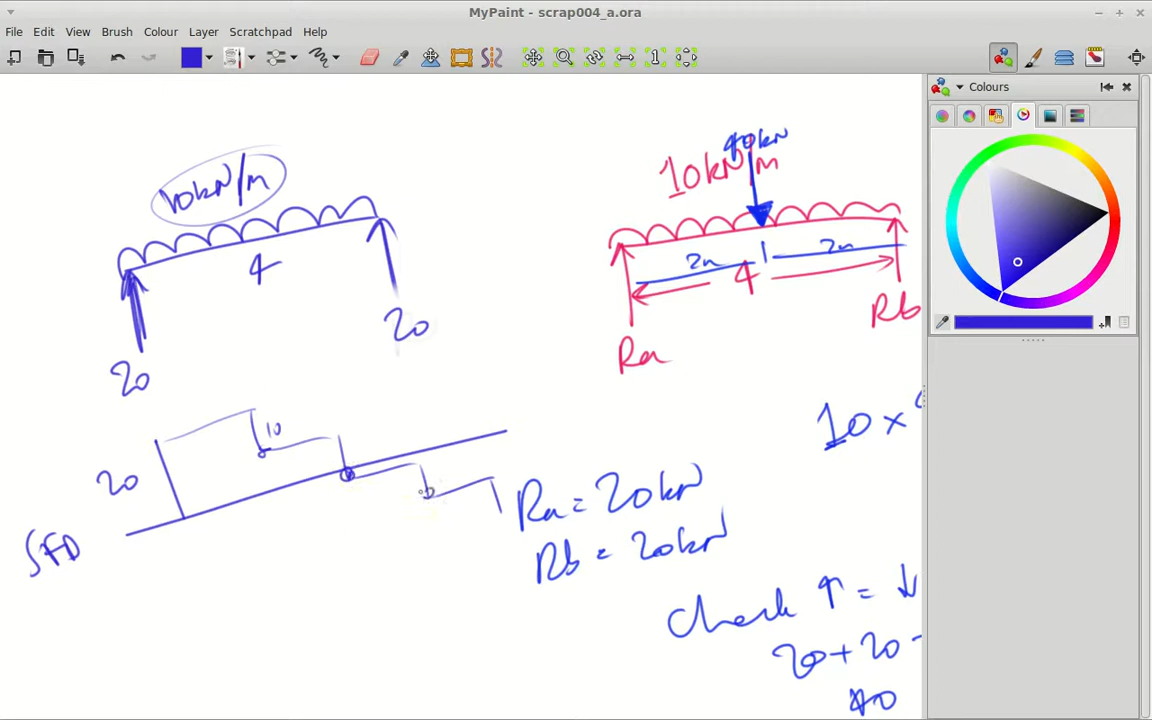 MyPaint - scrap004_a.ora
File Edit View Brush Colour Layer Scratchpad Help
Colours
10kN/m
4
20
20
40kN
10kN/m
2m 2m
4
Ra
Rb
10 ×
20
10
SFD
Ra = 20kN
Rb = 20kN
Check ↑ = ↓
20 + 20
40